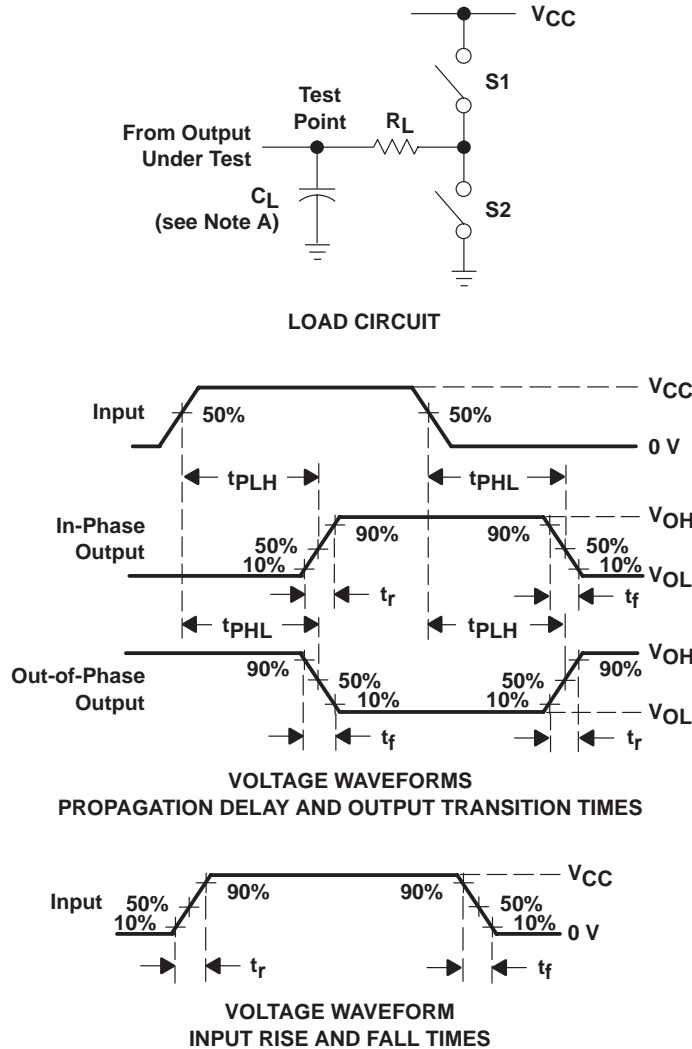 VCC
S1
Test
Point
RL
From Output
Under Test
CL
(see Note A)
S2
LOAD CIRCUIT
Input
50%
50%
VCC
0 V
tPLH
tPHL
In-Phase
Output
50%
10%
90%
90%
50%
10%
VOH
VOL
tr
tf
tPHL
tPLH
Out-of-Phase
Output
90%
50%
10%
10%
50%
90%
VOH
VOL
tf
tr
VOLTAGE WAVEFORMS
PROPAGATION DELAY AND OUTPUT TRANSITION TIMES
Input
50%
10%
90%
90%
50%
10%
VCC
0 V
tr
tf
VOLTAGE WAVEFORM
INPUT RISE AND FALL TIMES